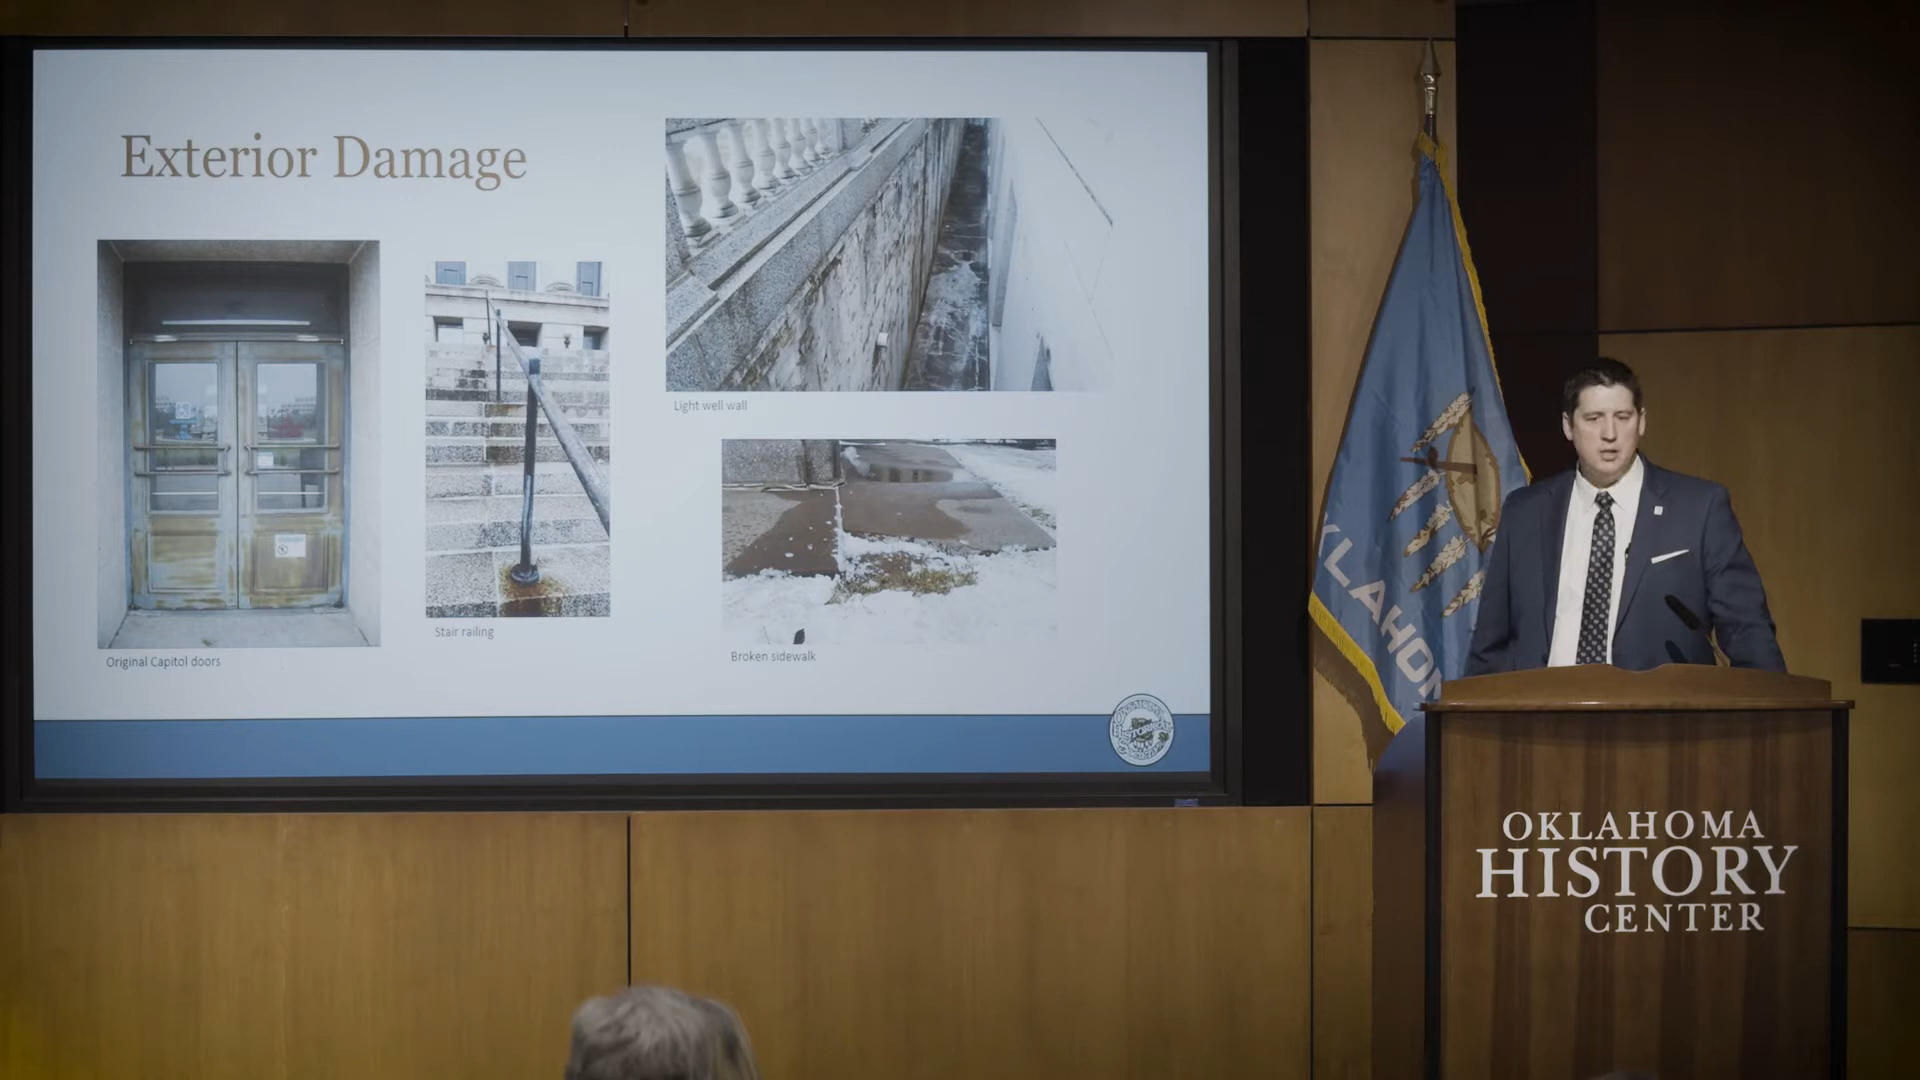 Exterior Damage
Original Capitol doors
Stair railing
Light well wall
Broken sidewalk
OKLAHOMA
HISTORY
CENTER